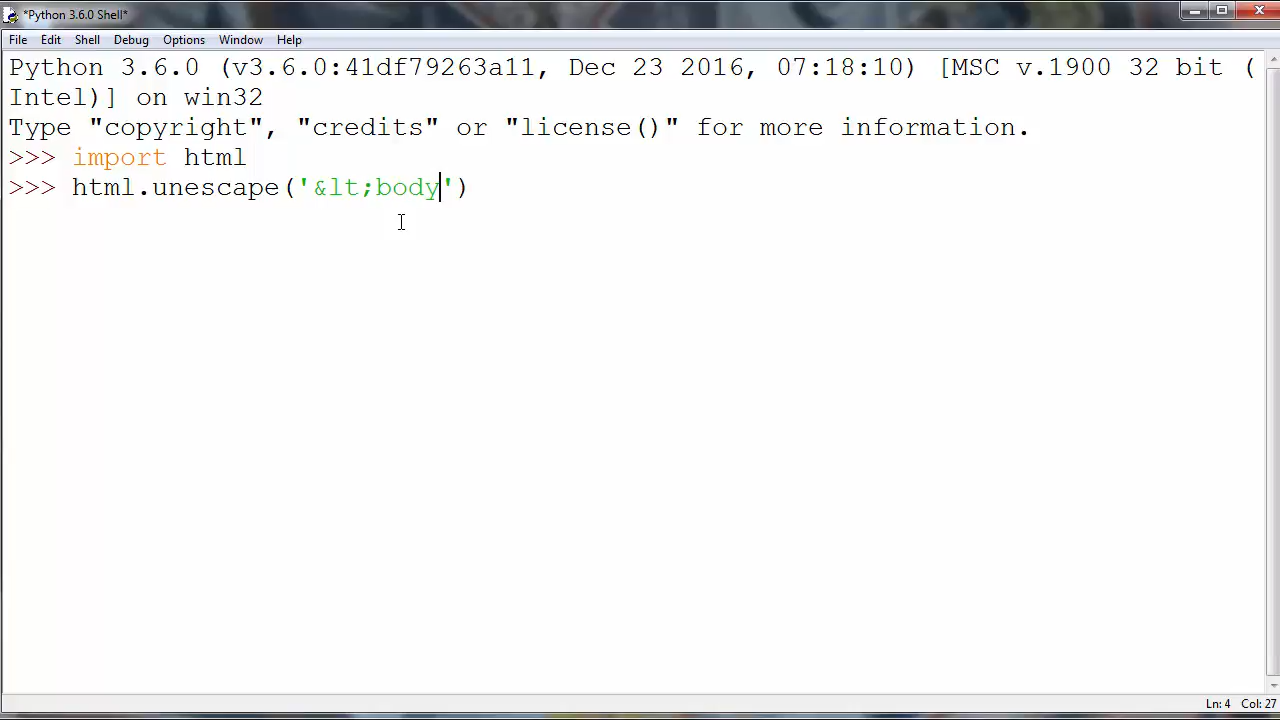 *Python 3.6.0 Shell*
File Edit Shell Debug Options Window Help
Python 3.6.0 (v3.6.0:41df79263a11, Dec 23 2016, 07:18:10) [MSC v.1900 32 bit (
Intel)] on win32
Type "copyright", "credits" or "license()" for more information.
>>> import html
>>> html.unescape('&lt;body')
Ln: 4 Col: 27